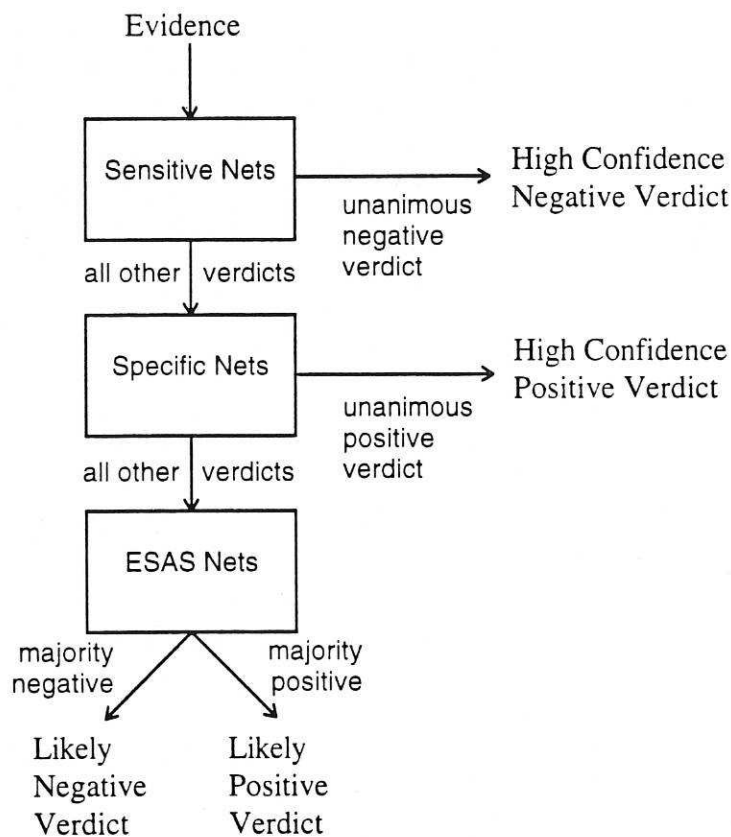 Evidence
Sensitive Nets
High Confidence
Negative Verdict
unanimous
negative
verdict
all other verdicts
Specific Nets
High Confidence
Positive Verdict
unanimous
positive
verdict
all other verdicts
ESAS Nets
majority
negative
majority
positive
Likely
Negative
Verdict
Likely
Positive
Verdict